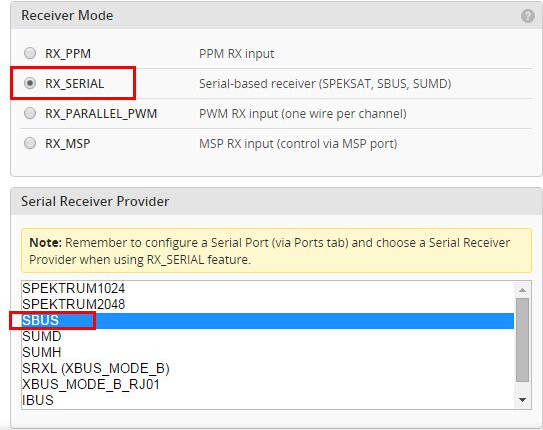 Receiver Mode
?
RX_PPM PPM RX input
RX_SERIAL Serial-based receiver (SPEKSAT, SBUS, SUMD)
RX_PARALLEL_PWM PWM RX input (one wire per channel)
RX_MSP MSP RX input (control via MSP port)
Serial Receiver Provider
Note: Remember to configure a Serial Port (via Ports tab) and choose a Serial Receiver
Provider when using RX_SERIAL feature.
SPEKTRUM1024
SPEKTRUM2048
SBUS
SUMD
SUMH
SRXL (XBUS_MODE_B)
XBUS_MODE_B_RJ01
IBUS